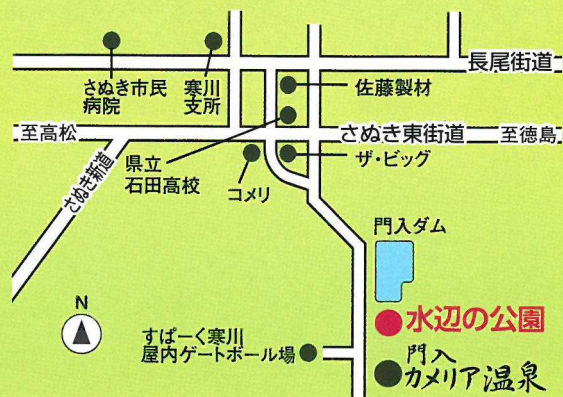 長尾街道
さぬき市民
病院
寒川
支所
佐藤製材
至高松
さぬき東街道
至徳島
県立
石田高校
ザ・ビッグ
コメリ
さぬき新道
門入ダム
N
水辺の公園
すぱーく寒川
屋内ゲートボール場
門入
カメリア温泉